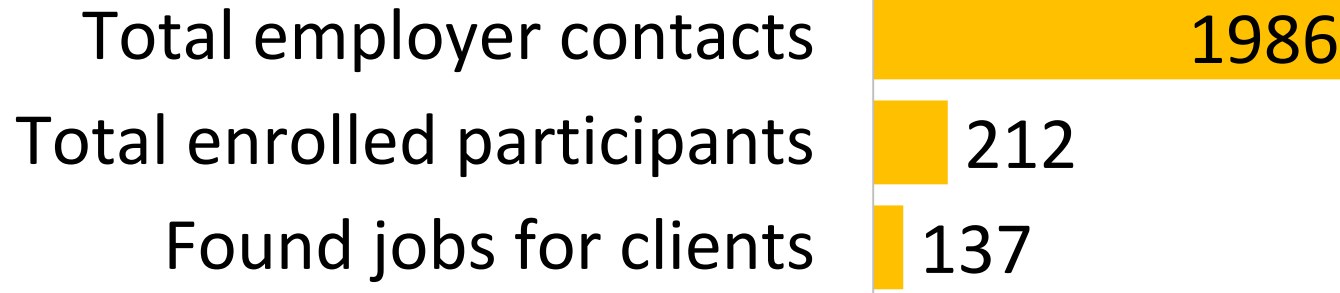 Total employer contacts 1986
Total enrolled participants 212
Found jobs for clients 137